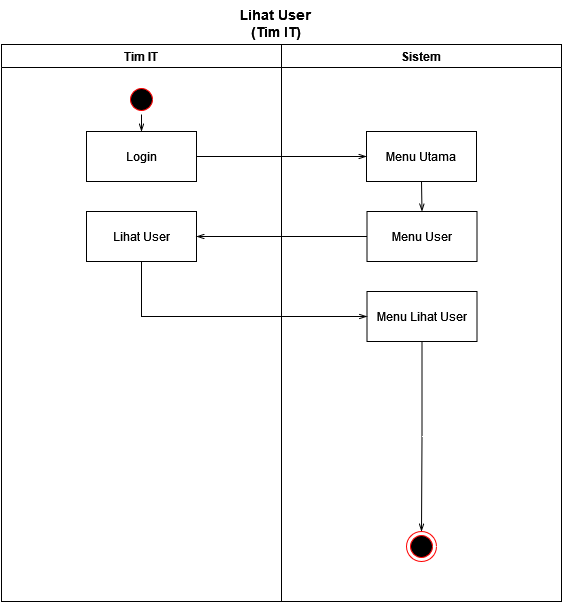 Lihat User
(Tim IT)
Tim IT
Sistem
Login
Menu Utama
Lihat User
Menu User
Menu Lihat User